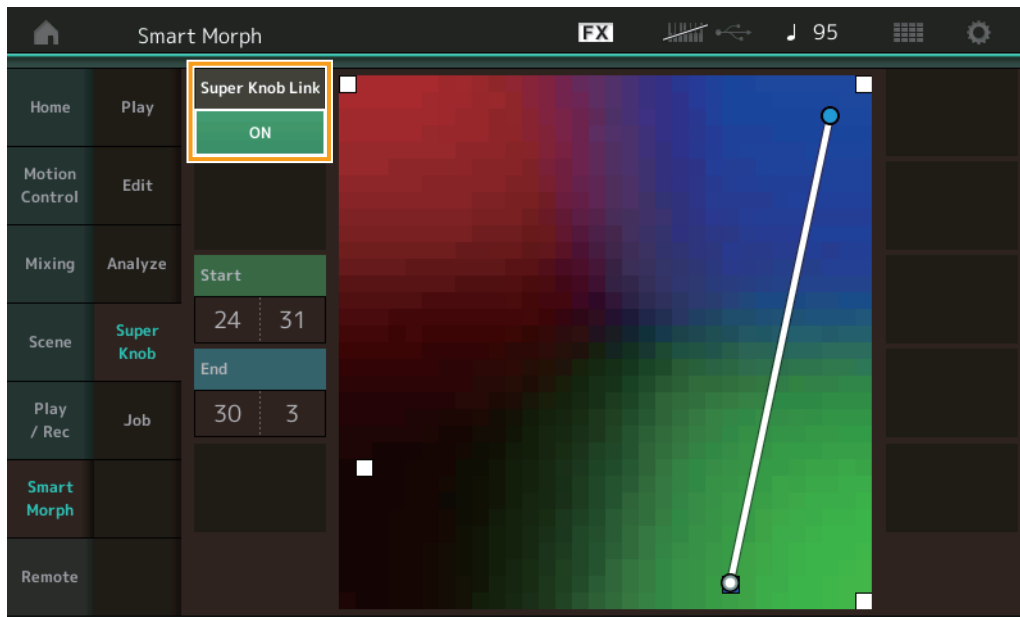 Smart Morph
FX
♩ 95
Home
Play
Super Knob Link
ON
Motion
Control
Edit
Mixing
Analyze
Start
24 31
Scene
Super
Knob
End
30 3
Play
/ Rec
Job
Smart
Morph
Remote